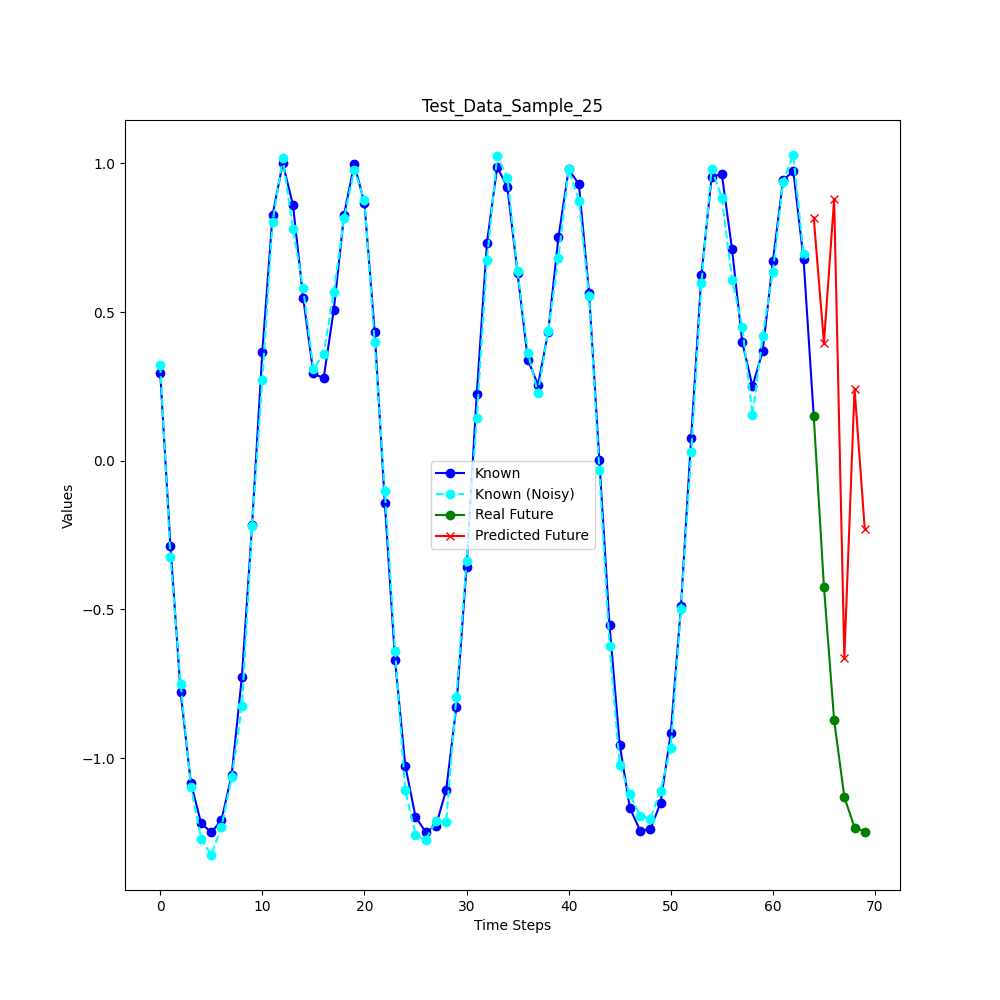 Test_Data_Sample_25
1.0
0.5
0.0
−0.5
−1.0
Values
Known
Known (Noisy)
Real Future
Predicted Future
0 10 20 30 40 50 60 70
Time Steps